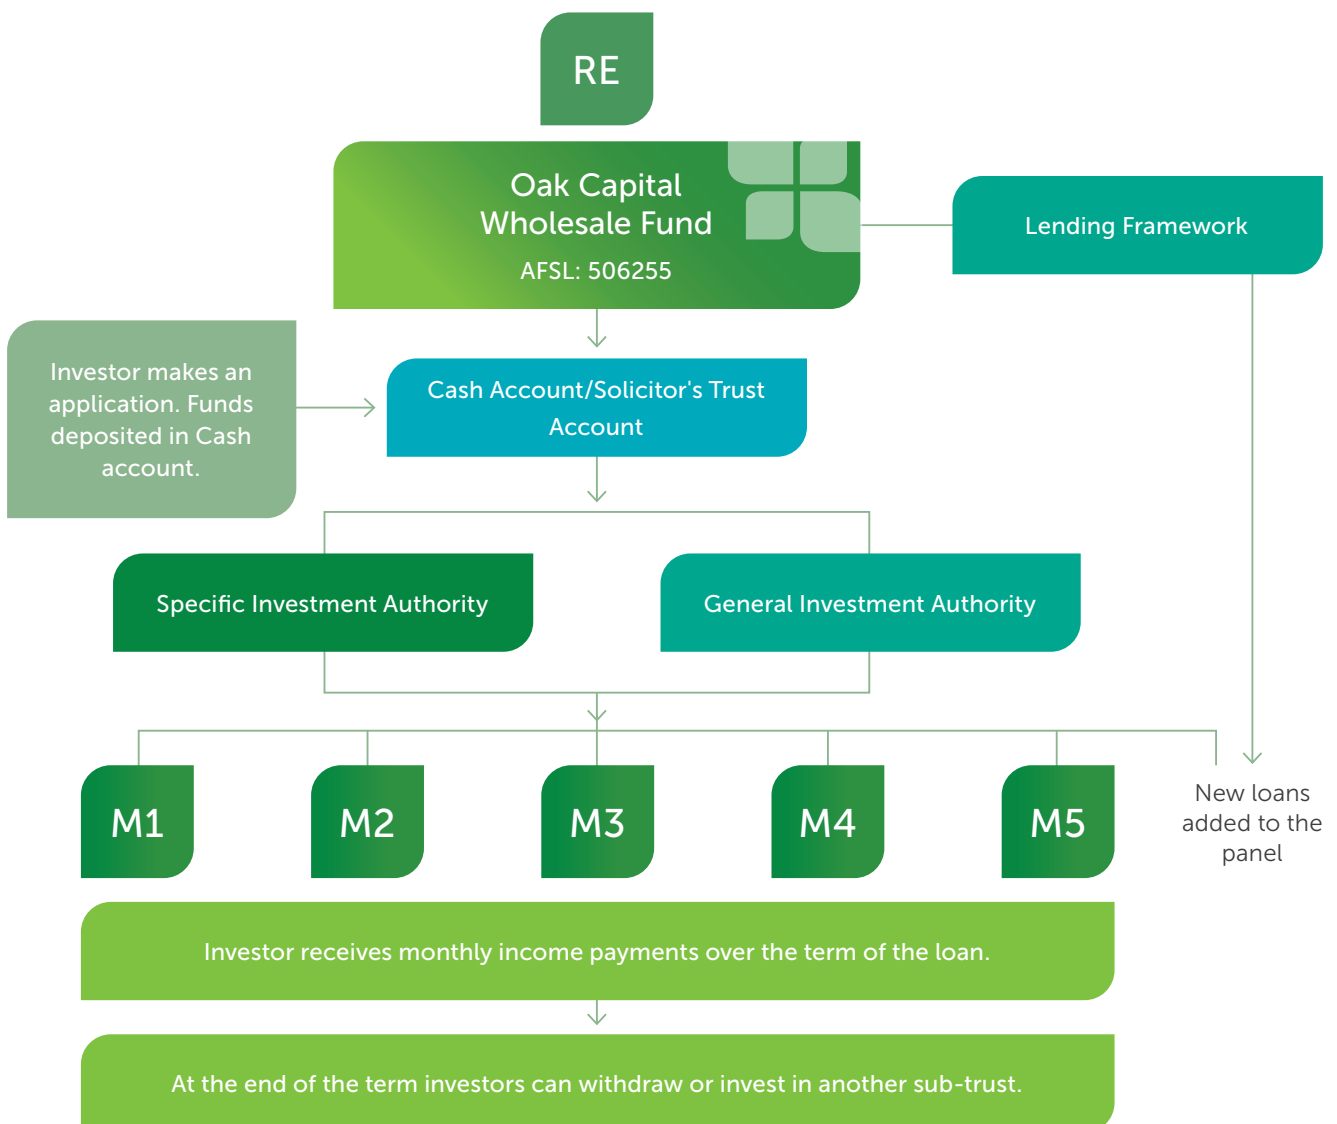 RE
Oak Capital
Wholesale Fund
AFSL: 506255
Lending Framework
Investor makes an
application. Funds
deposited in Cash
account.
Cash Account/Solicitor's Trust
Account
Specific Investment Authority
General Investment Authority
M1
M2
M3
M4
M5
New loans
added to the
panel
Investor receives monthly income payments over the term of the loan.
At the end of the term investors can withdraw or invest in another sub-trust.